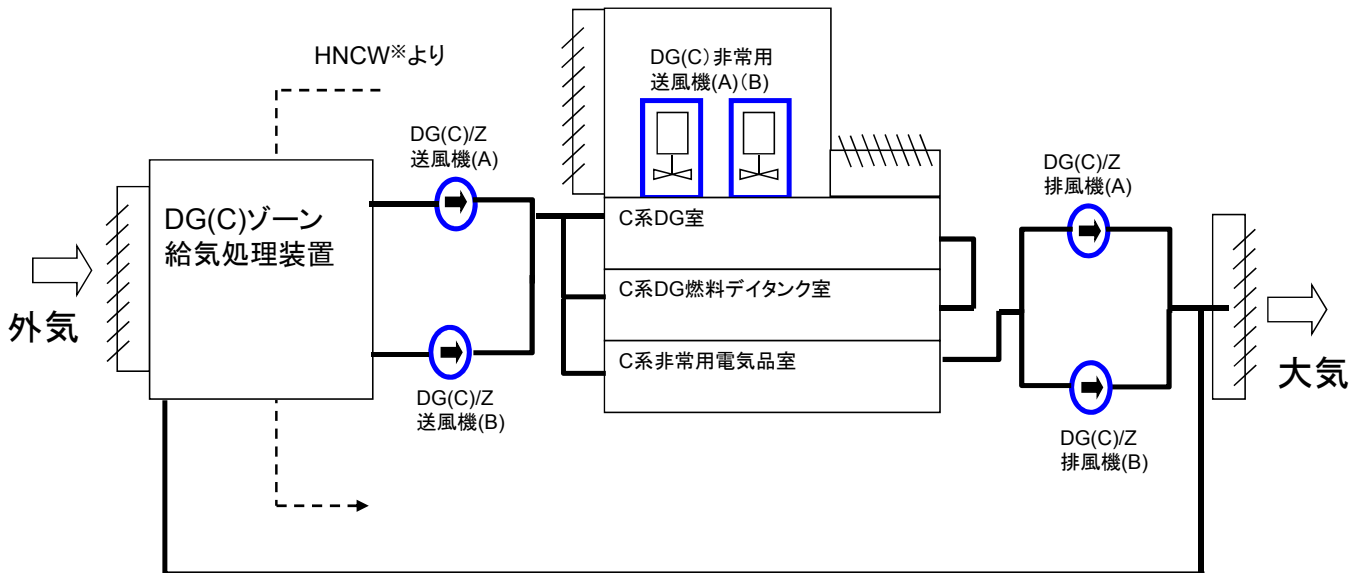 HNCW※より
DG(C)非常用
送風機(A)(B)
DG(C)/Z
送風機(A)
DG(C)/Z
排風機(A)
DG(C)ゾーン
給気処理装置
C系DG室
C系DG燃料デイタンク室
C系非常用電気品室
外気
大気
DG(C)/Z
送風機(B)
DG(C)/Z
排風機(B)